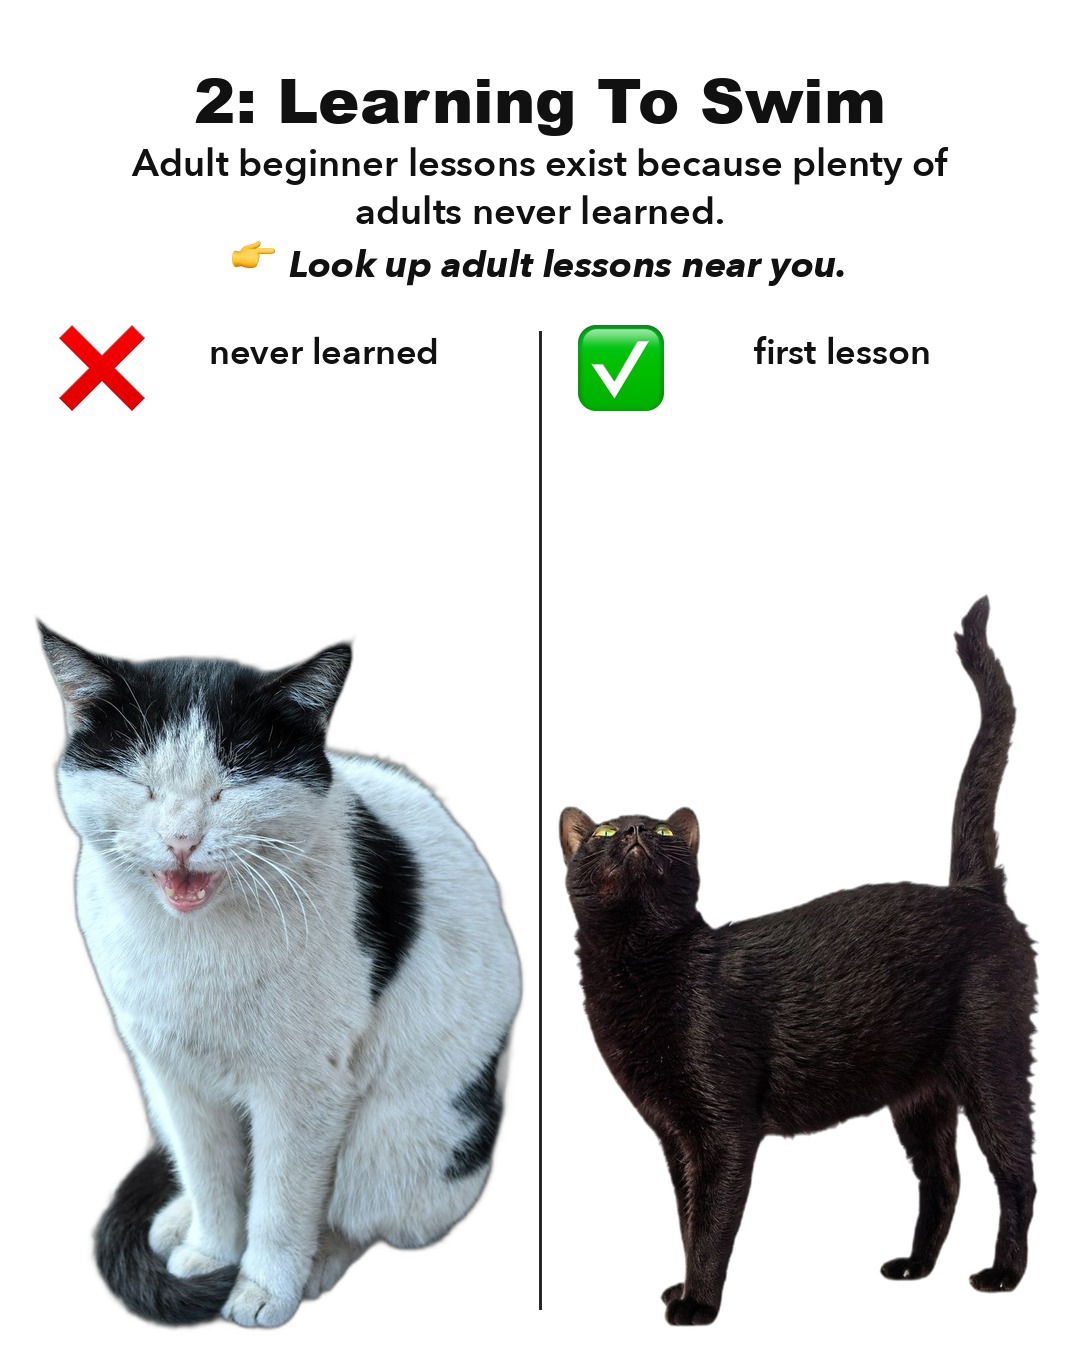 2: Learning To Swim
Adult beginner lessons exist because plenty of
adults never learned.
👉 Look up adult lessons near you.
❌ never learned
✅ first lesson